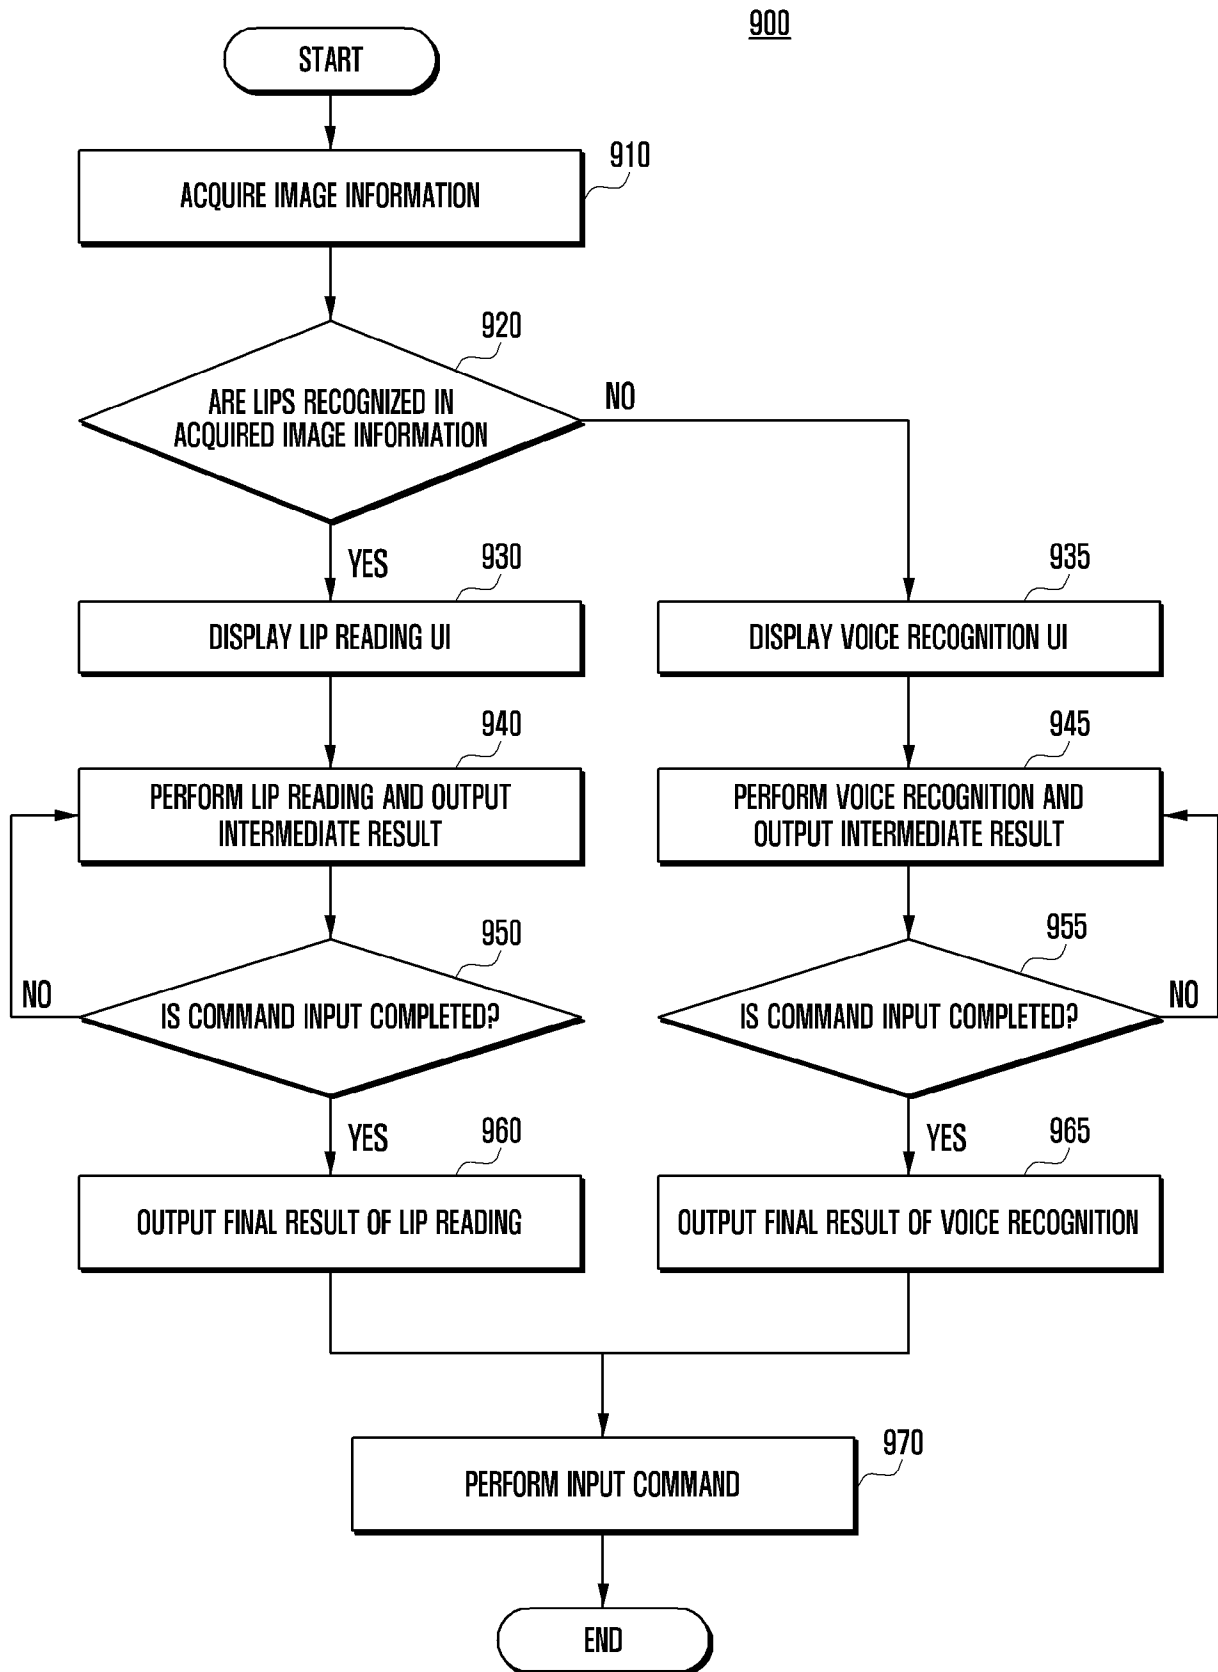 900
START
910
ACQUIRE IMAGE INFORMATION
920
ARE LIPS RECOGNIZED IN
ACQUIRED IMAGE INFORMATION
NO
YES
930
935
DISPLAY LIP READING UI
DISPLAY VOICE RECOGNITION UI
940
945
PERFORM LIP READING AND OUTPUT
INTERMEDIATE RESULT
PERFORM VOICE RECOGNITION AND
OUTPUT INTERMEDIATE RESULT
950
955
NO
IS COMMAND INPUT COMPLETED?
IS COMMAND INPUT COMPLETED?
NO
YES
960
YES
965
OUTPUT FINAL RESULT OF LIP READING
OUTPUT FINAL RESULT OF VOICE RECOGNITION
970
PERFORM INPUT COMMAND
END